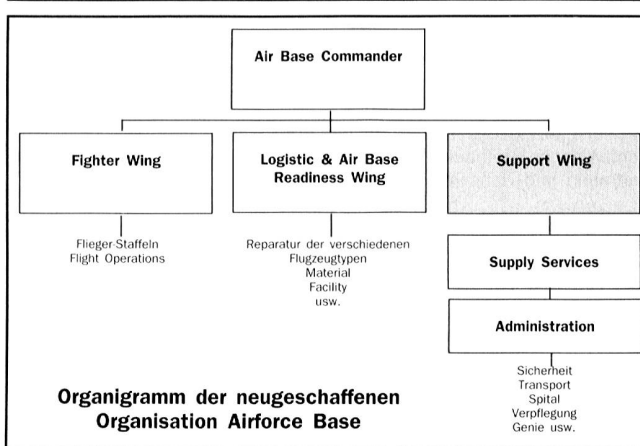 Air Base Commander
Fighter Wing
Flieger-Staffeln
Flight Operations
Logistic & Air Base
Readiness Wing
Reparatur der verschiedenen
Flugzeugtypen
Material
Facility
usw.
Support Wing
Supply Services
Administration
Sicherheit
Transport
Spital
Verpflegung
Genie usw.
Organigramm der neugeschaffenen
Organisation Airforce Base